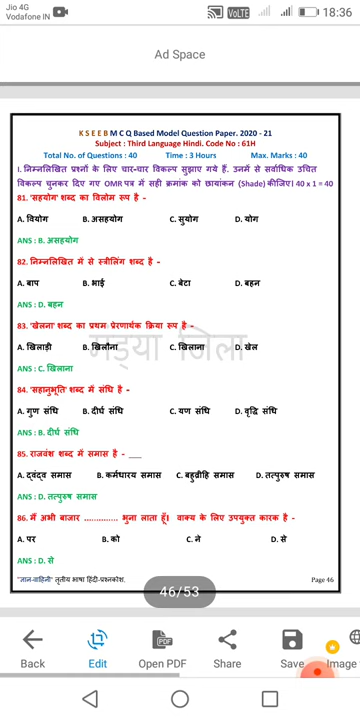 Jio 4G
Vodafone IN
VoLTE
18:36
Ad Space
K S E E B M C Q Based Model Question Paper. 2020 - 21
Subject : Third Language Hindi. Code No : 61H
Total No. of Questions : 40 Time : 3 Hours Max. Marks : 40
I. निम्नलिखित प्रश्नों के लिए चार-चार विकल्प सुझाए गये हैं. उनमें से सर्वाधिक उचित
विकल्प चुनकर दिए गए OMR पत्र में सही क्रमांक को छायांकन (Shade) कीजिए। 40 x 1 = 40
81. 'सहयोग' शब्द का विलोम रूप है -
A. वियोग B. असहयोग C. सुयोग D. योग
ANS : B. असहयोग
82. निम्नलिखित में से स्त्रीलिंग शब्द है -
A. बाप B. भाई C. बेटा D. बहन
ANS : D. बहन
83. 'खेलना' शब्द का प्रथम प्रेरणार्थक क्रिया रूप है -
A. खिलाड़ी B. खिलौना C. खिलाना D. खेल
ANS : C. खिलाना
84. 'सहानुभूति' शब्द में संधि है -
A. गुण संधि B. दीर्घ संधि C. यण संधि D. वृद्धि संधि
ANS : B. दीर्घ संधि
85. राजवंश शब्द में समास है - ___
A. द्वंद्व समास B. कर्मधारय समास C. बहुव्रीहि समास D. तत्पुरुष समास
ANS : D. तत्पुरुष समास
86. मैं अभी बाजार ............. भुना लाता हूँ। वाक्य के लिए उपयुक्त कारक है -
A. पर B. को C. ने D. से
ANS : D. से
"ज्ञान-वाहिनी" तृतीय भाषा हिंदी-प्रश्नकोश. Page 46
46/53
Back Edit Open PDF Share Save Image